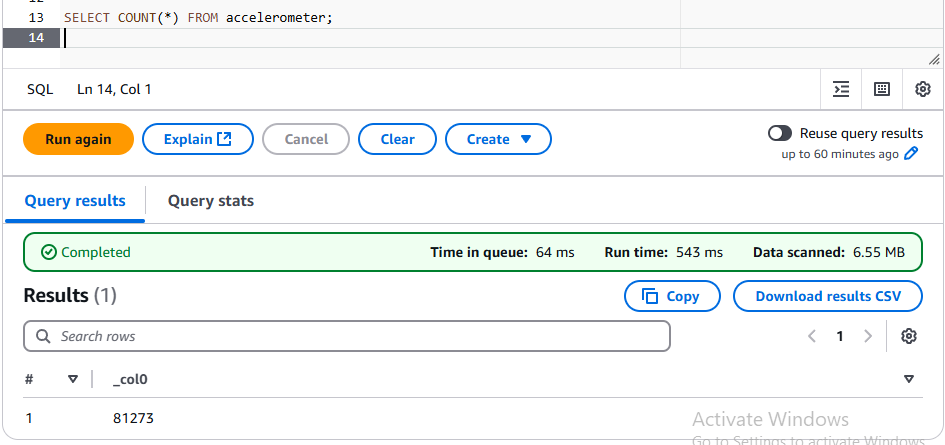 13 SELECT COUNT(*) FROM accelerometer;
14
SQL Ln 14, Col 1
Run again Explain Cancel Clear Create Reuse query results
up to 60 minutes ago
Query results Query stats
Completed Time in queue: 64 ms Run time: 543 ms Data scanned: 6.55 MB
Results (1) Copy Download results CSV
Search rows 1
# _col0
1 81273
Activate Windows
Go to Settings to activate Windows.